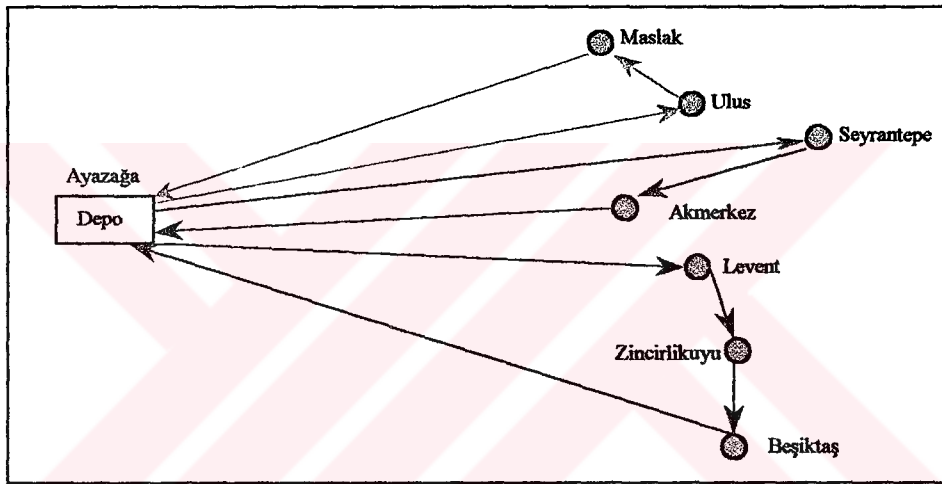 Maslak
Ulus
Seyrantepe
Ayazağa
Depo
Akmerkez
Levent
Zincirlikuyu
Beşiktaş